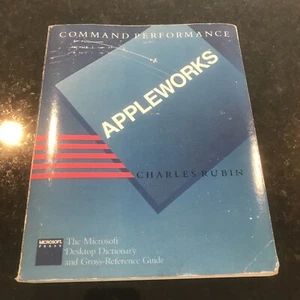 COMMAND PERFORMANCE
APPLEWORKS
CHARLES RUBIN
MICROSOFT
PRESS
The Microsoft
Desktop Dictionary
and Cross-Reference Guide